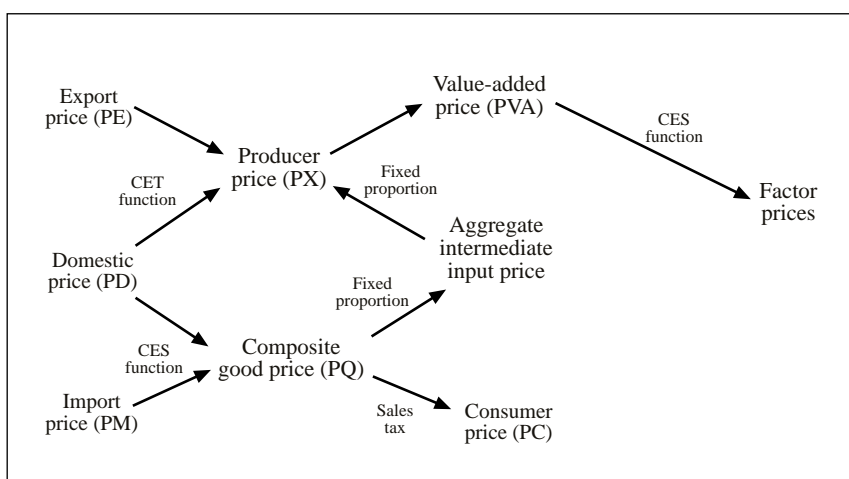 Export
price (PE)
Value-added
price (PVA)
CES
function
Producer
price (PX)
Fixed
proportion
CET
function
Factor
prices
Aggregate
intermediate
input price
Domestic
price (PD)
Fixed
proportion
CES
function
Composite
good price (PQ)
Import
price (PM)
Sales
tax
Consumer
price (PC)